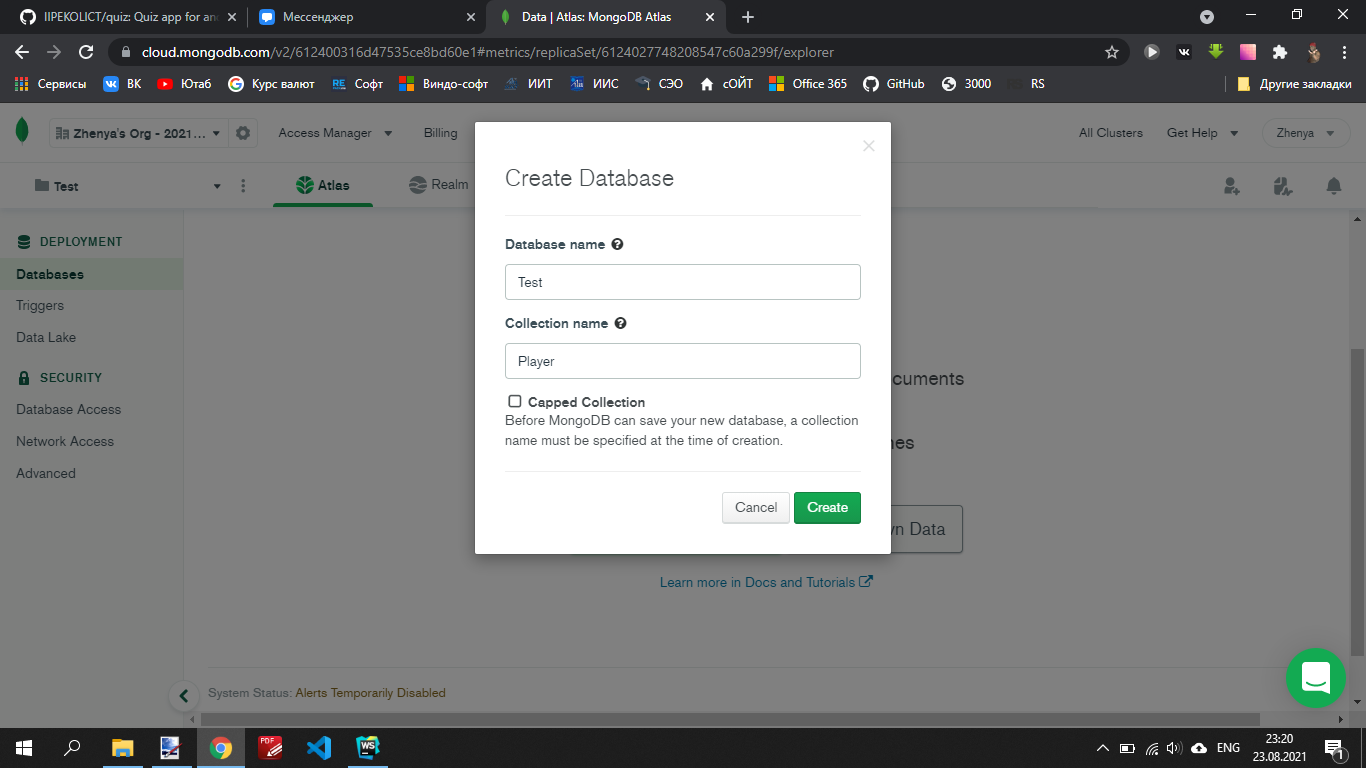 IIPEKOLICT/quiz: Quiz app for an
Мессенджер
Data | Atlas: MongoDB Atlas
cloud.mongodb.com/v2/612400316d47535ce8bd60e1#metrics/replicaSet/6124027748208547c60a299f/explorer
Сервисы
ВК
Ютаб
Курс валют
Софт
Виндо-софт
ИИТ
ИИС
СЭО
сОЙТ
Office 365
GitHub
3000
RS
Другие закладки
Zhenya's Org - 2021...
Access Manager
Billing
All Clusters
Get Help
Zhenya
Test
Atlas
Realm
DEPLOYMENT
Databases
Triggers
Data Lake
SECURITY
Database Access
Network Access
Advanced
Create Database
Database name
Test
Collection name
Player
Capped Collection
Before MongoDB can save your new database, a collection
name must be specified at the time of creation.
Cancel
Create
cuments
Data
Learn more in Docs and Tutorials
System Status: Alerts Temporarily Disabled
PDF
WS
ENG
23:20
23.08.2021
1